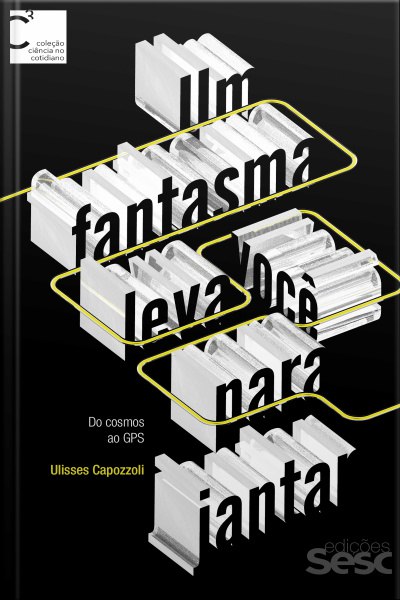 C³
coleção
ciência no
cotidiano
Um
fantasma
leva você
para
jantar
Do cosmos
ao GPS
Ulisses Capozzoli
edições
Sesc